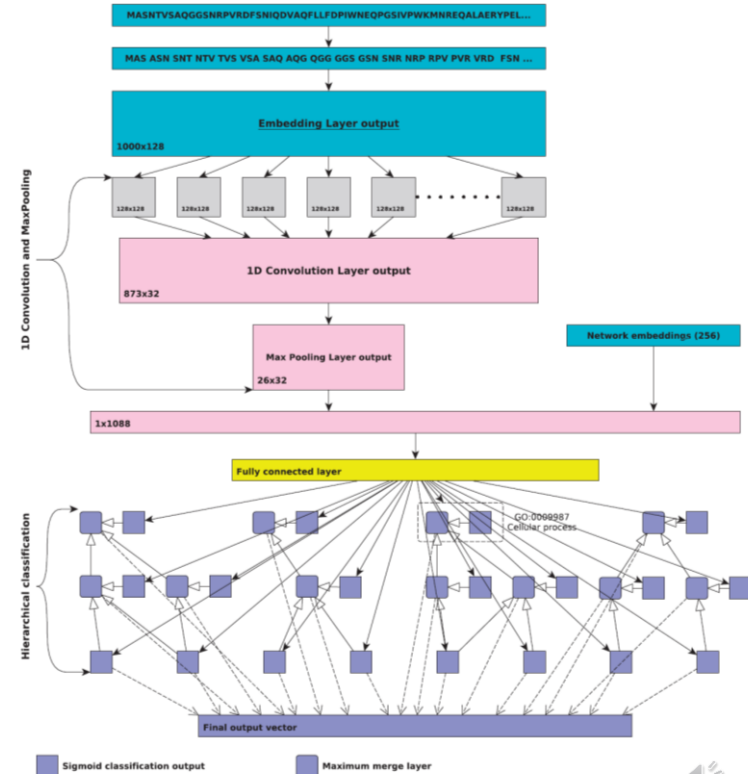 MASNTVSAQGGSNRPVRDFSNIQDVAQFLLFDPIWNEQPGSIVPWKMNREQALAERYPEL...
MAS ASN SNT NTV TVS VSA SAQ AQG QGG GGS GSN SNR NRP RPV PVR VRD FSN ...
Embedding Layer output
1000x128
128x128 128x128 128x128 128x128 128x128 128x128
1D Convolution and MaxPooling
1D Convolution Layer output
873x32
Max Pooling Layer output
26x32
Network embeddings (256)
1x1088
Fully connected layer
Hierarchical classification
GO:0009987
Cellular process
Final output vector
Sigmoid classification output
Maximum merge layer